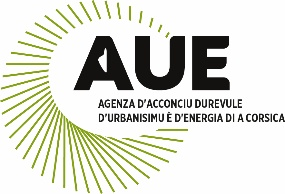 AUE
AGENZA D'ACCONCIU DUREVULE
D'URBANISIMU È D'ENERGIA DI A CORSICA